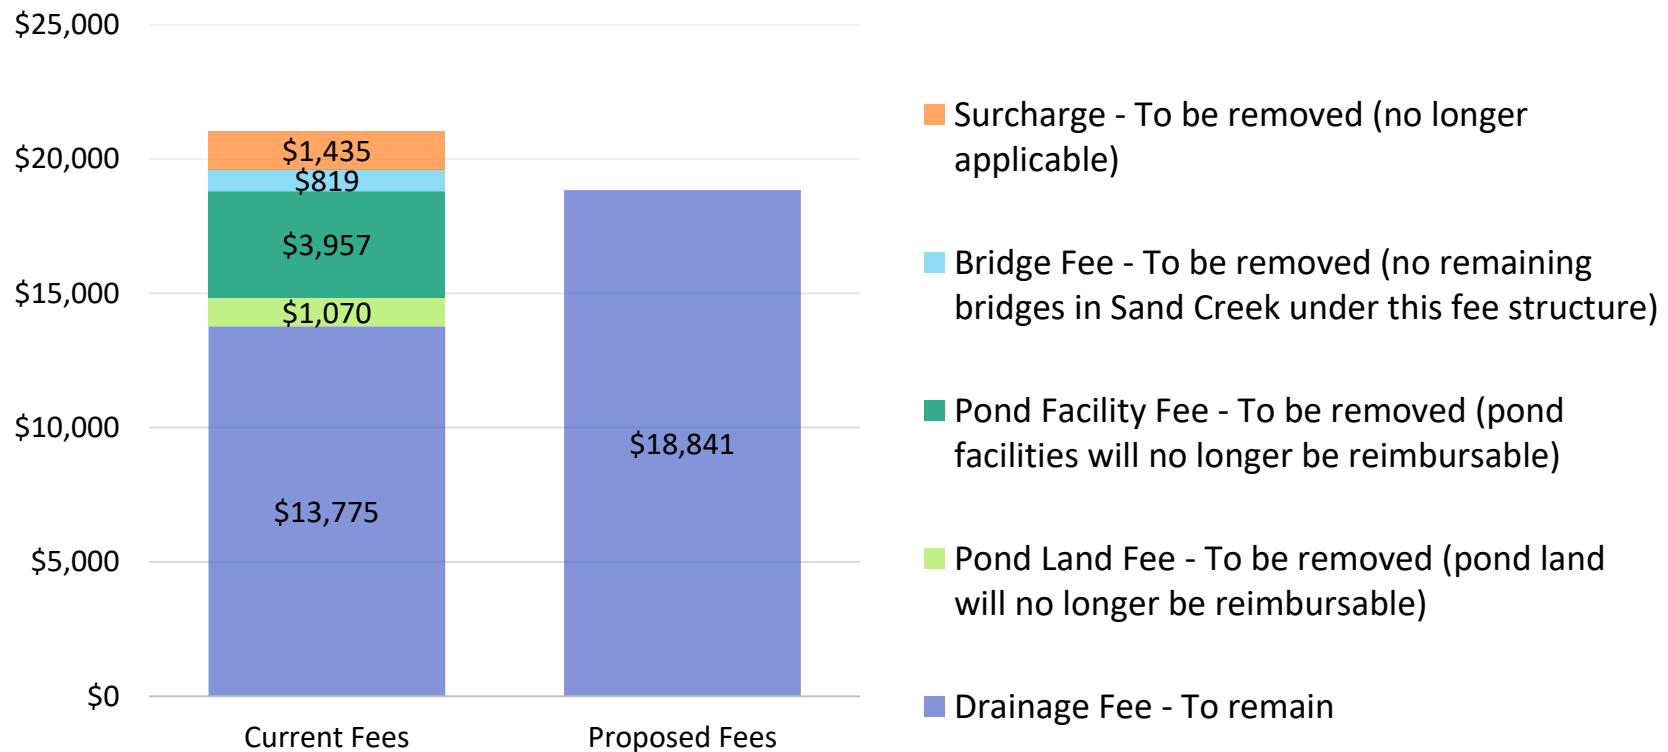 $25,000
$20,000
$15,000
$10,000
$5,000
$0
$1,435
$819
$3,957
$1,070
$13,775
$18,841
Current Fees
Proposed Fees
Surcharge - To be removed (no longer
applicable)
Bridge Fee - To be removed (no remaining
bridges in Sand Creek under this fee structure)
Pond Facility Fee - To be removed (pond
facilities will no longer be reimbursable)
Pond Land Fee - To be removed (pond land
will no longer be reimbursable)
Drainage Fee - To remain